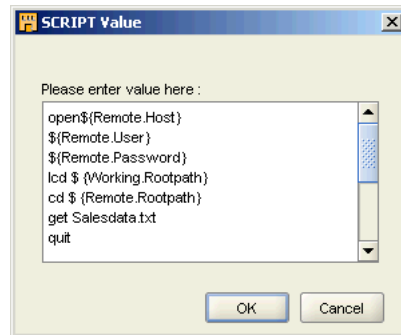 SCRIPT Value
Please enter value here :
open${Remote.Host}
${Remote.User}
${Remote.Password}
lcd $ {Working.Rootpath}
cd $ {Remote.Rootpath}
get Salesdata.txt
quit
OK Cancel